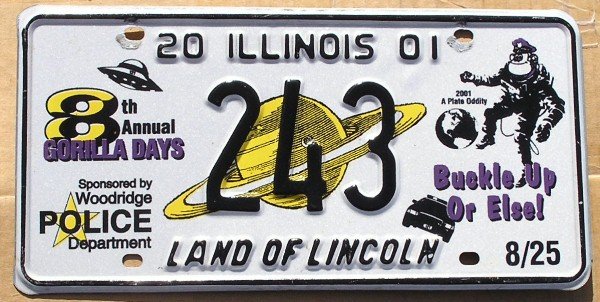 20 ILLINOIS 01
8th
Annual
GORILLA DAYS
2001
A Plate Oddity
243
Sponsored by
Woodridge
POLICE
Department
Buckle Up
Or Else!
LAND OF LINCOLN
8/25